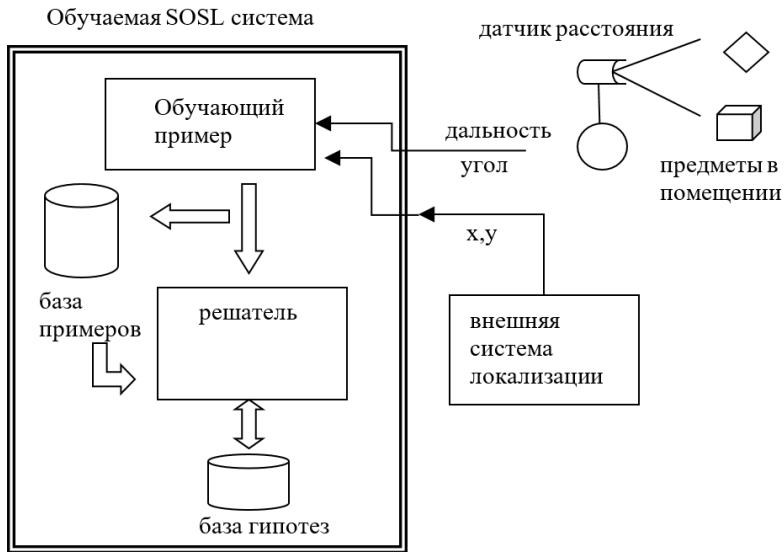 Обучаемая SOSL система
датчик расстояния
Обучающий
пример
дальность
угол
предметы в
помещении
x,y
база
примеров
решатель
внешняя
система
локализации
база гипотез